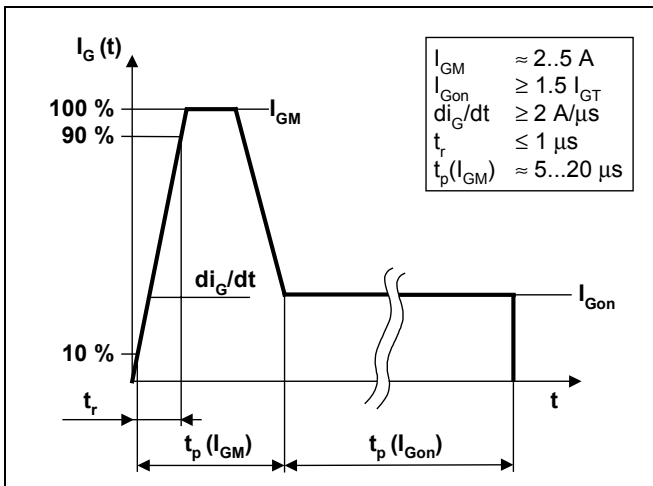 I_G (t)
100 %
90 %
I_GM
di_G/dt
I_Gon
10 %
t
t_r
t_p (I_GM)
t_p (I_Gon)
I_GM ≈ 2..5 A
I_Gon ≥ 1.5 I_GT
di_G/dt ≥ 2 A/µs
t_r ≤ 1 µs
t_p(I_GM) ≈ 5...20 µs